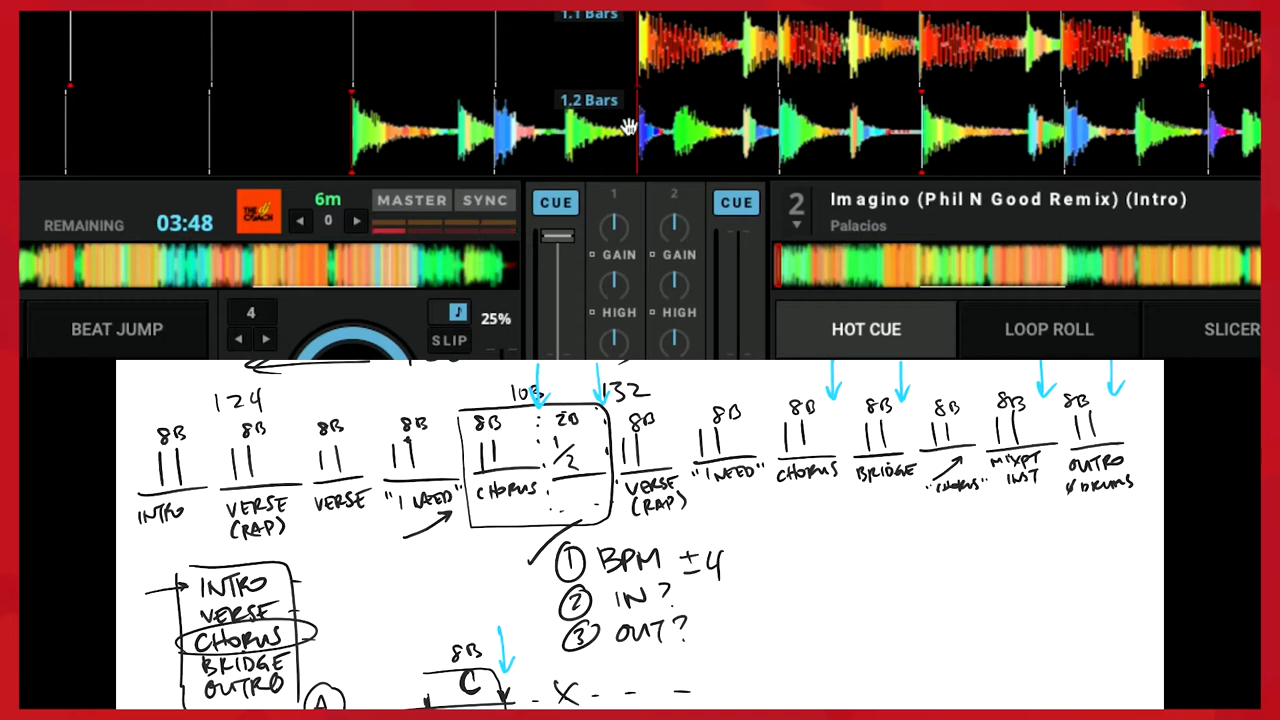 1.1 Bars
1.2 Bars
REMAINING 03:48
THE dj COACH
6m
0
MASTER SYNC
CUE 1 2 CUE
GAIN GAIN
HIGH HIGH
2 Imagino (Phil N Good Remix) (Intro)
Palacios
BEAT JUMP
4
SLIP
25%
HOT CUE LOOP ROLL SLICER
124 10B 132
8B 8B 8B 8B 8B 2B 8B 8B 8B 8B 8B 8B 8B
1/2
INTRO VERSE (RAP) VERSE "I NEED" CHORUS VERSE (RAP) "I NEED" CHORUS BRIDGE "CHORUS" INST OUTRO DRUMS
INTRO
VERSE
CHORUS
BRIDGE
OUTRO
1 BPM ±4
2 IN?
3 OUT?
8B
C
A
- X - - -